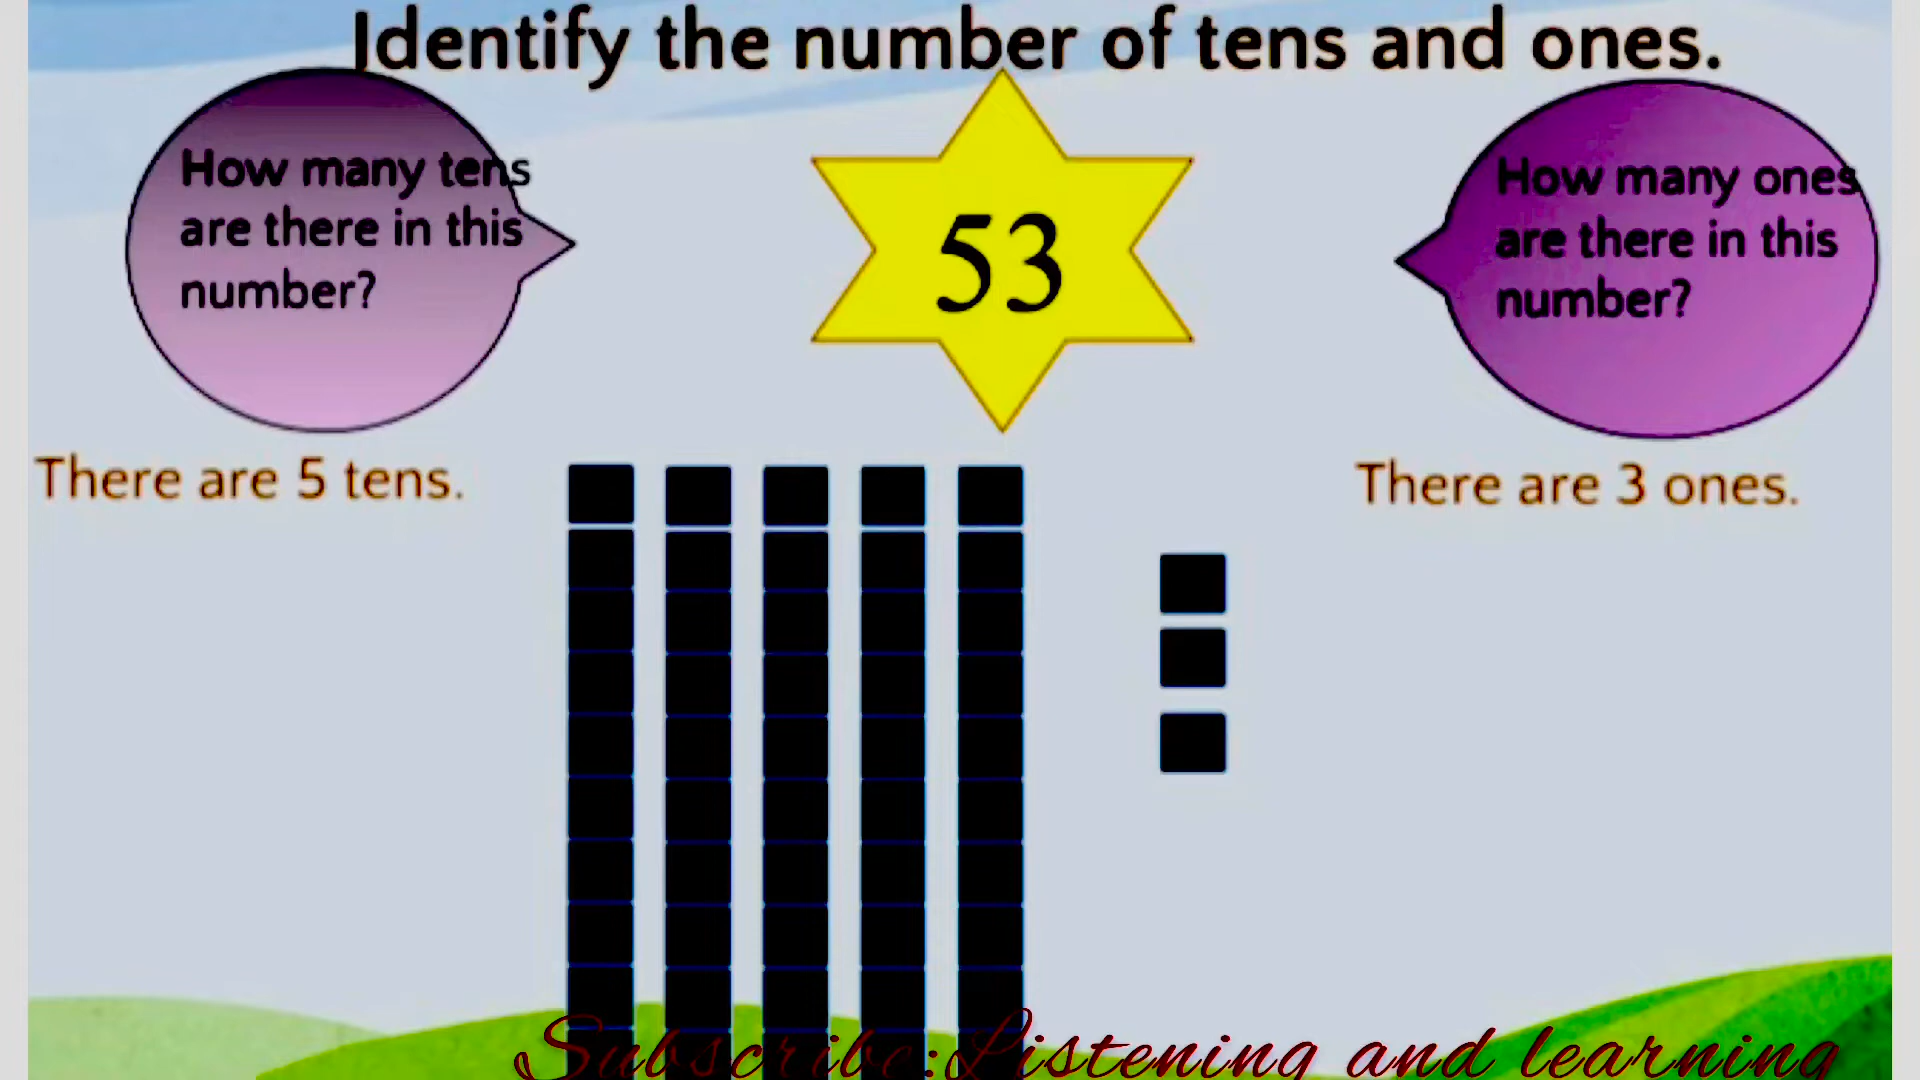 Identify the number of tens and ones.
How many tens
are there in this
number?
53
How many ones
are there in this
number?
There are 5 tens.
There are 3 ones.
Subscribe:Listening and learning